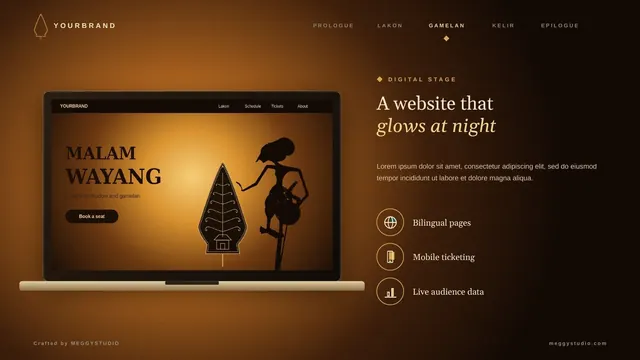 YOURBRAND
PROLOGUE LAKON GAMELAN KELIR EPILOGUE
DIGITAL STAGE
A website that
glows at night
Lorem ipsum dolor sit amet, consectetur adipiscing elit, sed do eiusmod
tempor incididunt ut labore et dolore magna aliqua.
Bilingual pages
Mobile ticketing
Live audience data
YOURBRAND
Lakon Schedule Tickets About
MALAM
WAYANG
and gamelan
Book a seat
Crafted by MEGGYSTUDIO
meggystudio.com